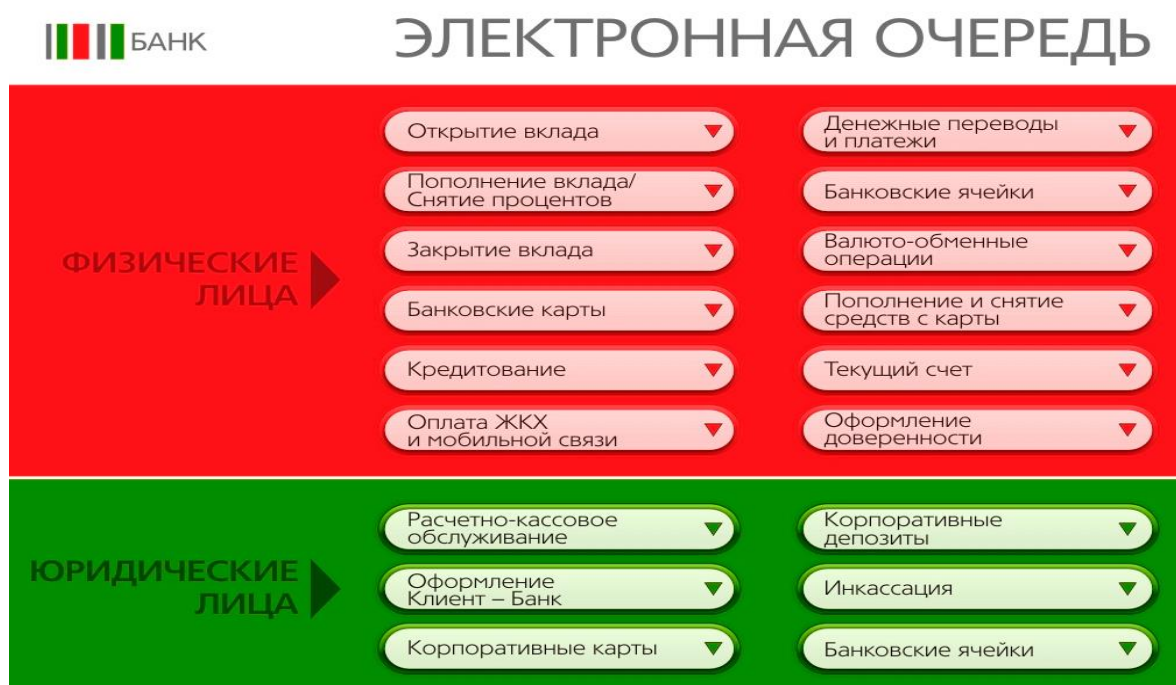 БАНК
ЭЛЕКТРОННАЯ ОЧЕРЕДЬ
ФИЗИЧЕСКИЕ
ЛИЦА
Открытие вклада
Пополнение вклада/
Снятие процентов
Закрытие вклада
Банковские карты
Кредитование
Оплата ЖКХ
и мобильной связи
Денежные переводы
и платежи
Банковские ячейки
Валюто-обменные
операции
Пополнение и снятие
средств с карты
Текущий счет
Оформление
доверенности
ЮРИДИЧЕСКИЕ
ЛИЦА
Расчетно-кассовое
обслуживание
Оформление
Клиент – Банк
Корпоративные карты
Корпоративные
депозиты
Инкассация
Банковские ячейки